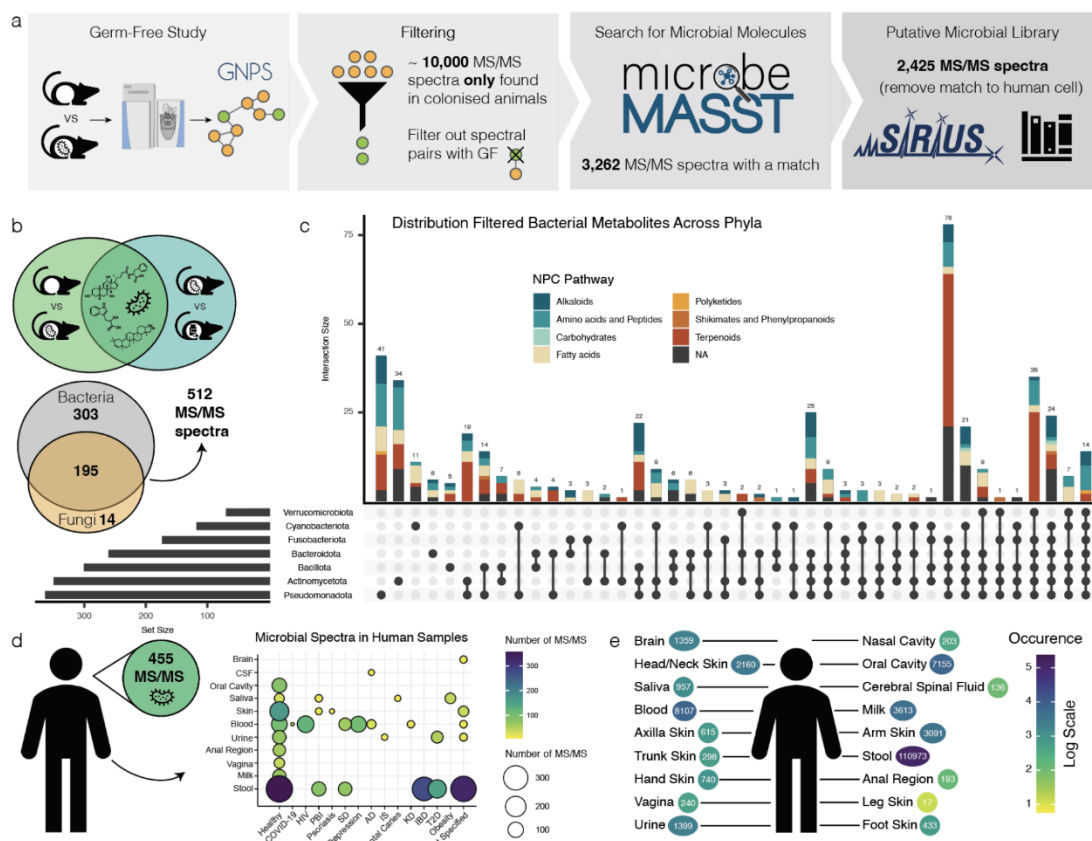 a
Germ-Free Study
vs
GNPS
Filtering
~ 10,000 MS/MS
spectra only found
in colonised animals
Filter out spectral
pairs with GF
Search for Microbial Molecules
microbe
MASST
3,262 MS/MS spectra with a match
Putative Microbial Library
2,425 MS/MS spectra
(remove match to human cell)
SIRIUS
b
vs
vs
Bacteria
303
195
Fungi 14
512
MS/MS
spectra
c
Distribution Filtered Bacterial Metabolites Across Phyla
NPC Pathway
Alkaloids
Amino acids and Peptides
Carbohydrates
Fatty acids
Polyketides
Shikimates and Phenylpropanoids
Terpenoids
NA
Intersection Size
75
50
25
41 34 11 6 5 19 14 7 6 4 4 3 3 2 1 22 9 6 6 3 3 2 2 1 1 25 9 3 3 3 2 2 1 78 21 9 1 1 35 24 7 14
Verrucomicrobiota
Cyanobacteriota
Fusobacteriota
Bacteroidota
Bacillota
Actinomycetota
Pseudomonadota
300 200 100
Set Size
d
455
MS/MS
Microbial Spectra in Human Samples
Brain
CSF
Oral Cavity
Saliva
Skin
Blood
Urine
Anal Region
Vagina
Milk
Stool
Healthy
COVID-19
HIV
PBI
Psoriasis
SD
Depression
AD
IS
ntal Caries
KD
IBD
T2D
Obesity
Specified
Number of MS/MS
300
200
100
Number of MS/MS
300
200
100
e
Brain 1359
Head/Neck Skin 2160
Saliva 957
Blood 8107
Axilla Skin 615
Trunk Skin 298
Hand Skin 740
Vagina 240
Urine 1399
Nasal Cavity 203
Oral Cavity 7155
Cerebral Spinal Fluid 136
Milk 3613
Arm Skin 3091
Stool 110973
Anal Region 193
Leg Skin 17
Foot Skin 433
Occurence
5
4
3
2
1
Log Scale